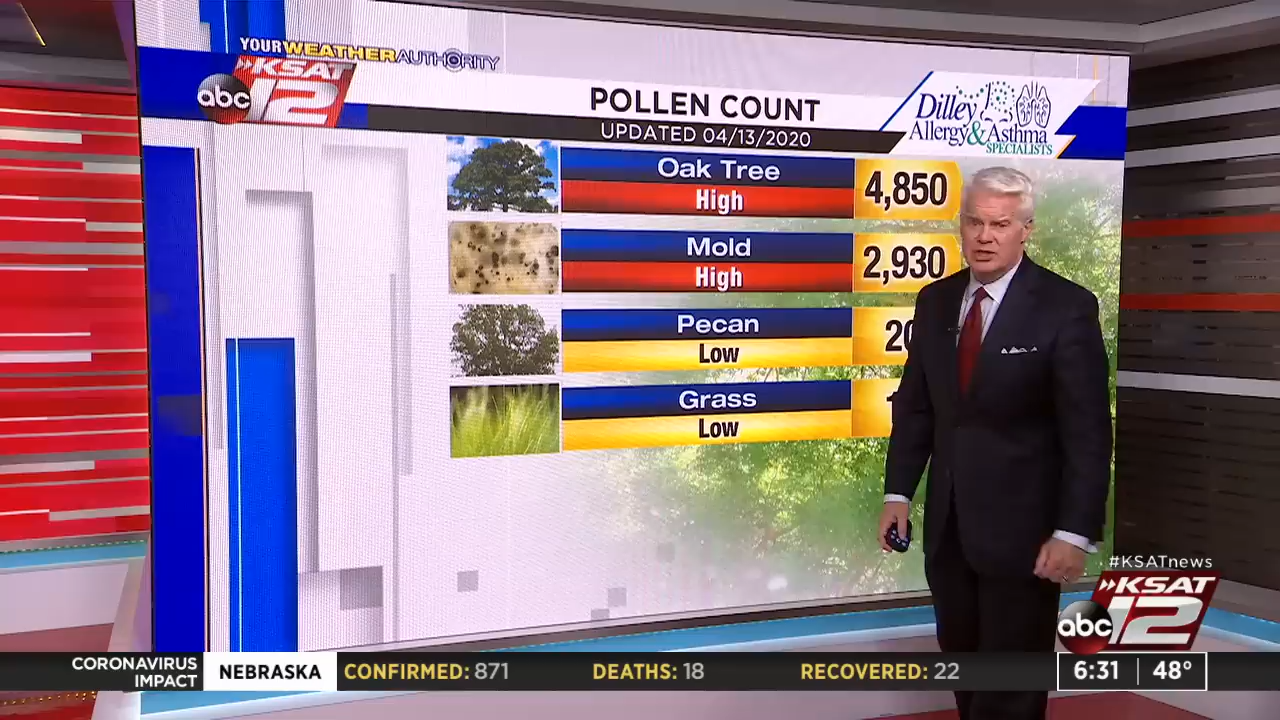 YOUR WEATHER AUTHORITY
KSAT
abc 12
POLLEN COUNT
UPDATED 04/13/2020
Dilley
Allergy & Asthma
SPECIALISTS
Oak Tree
High
4,850
Mold
High
2,930
Pecan
Low
Grass
Low
#KSATnews
KSAT
abc 12
CORONAVIRUS
IMPACT
NEBRASKA
CONFIRMED: 871
DEATHS: 18
RECOVERED: 22
6:31
48°